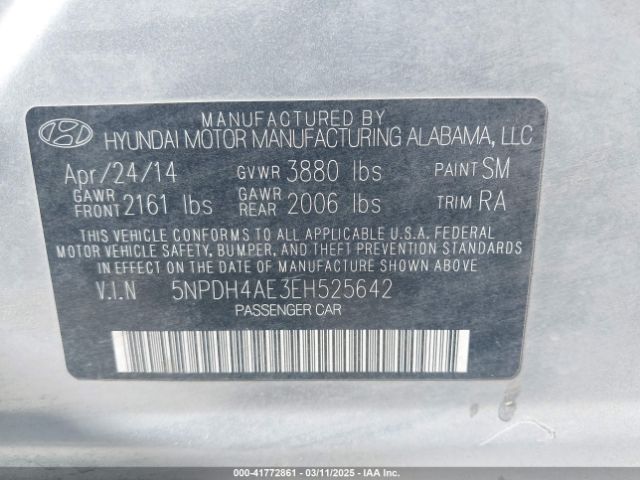 MANUFACTURED BY
HYUNDAI MOTOR MANUFACTURING ALABAMA, LLC
Apr/24/14 GVWR 3880 lbs PAINT SM
GAWR FRONT 2161 lbs GAWR REAR 2006 lbs TRIM RA
THIS VEHICLE CONFORMS TO APPLICABLE U.S.A. FEDERAL
MOTOR VEHICLE SAFETY, BUMPER, AND THEFT PREVENTION STANDARDS
IN EFFECT ON THE DATE OF MANUFACTURE SHOWN ABOVE
V.I.N 5NPDH4AE3EH525642
PASSENGER CAR
© - 41772861 - 03/11/2025 - IAA Inc.